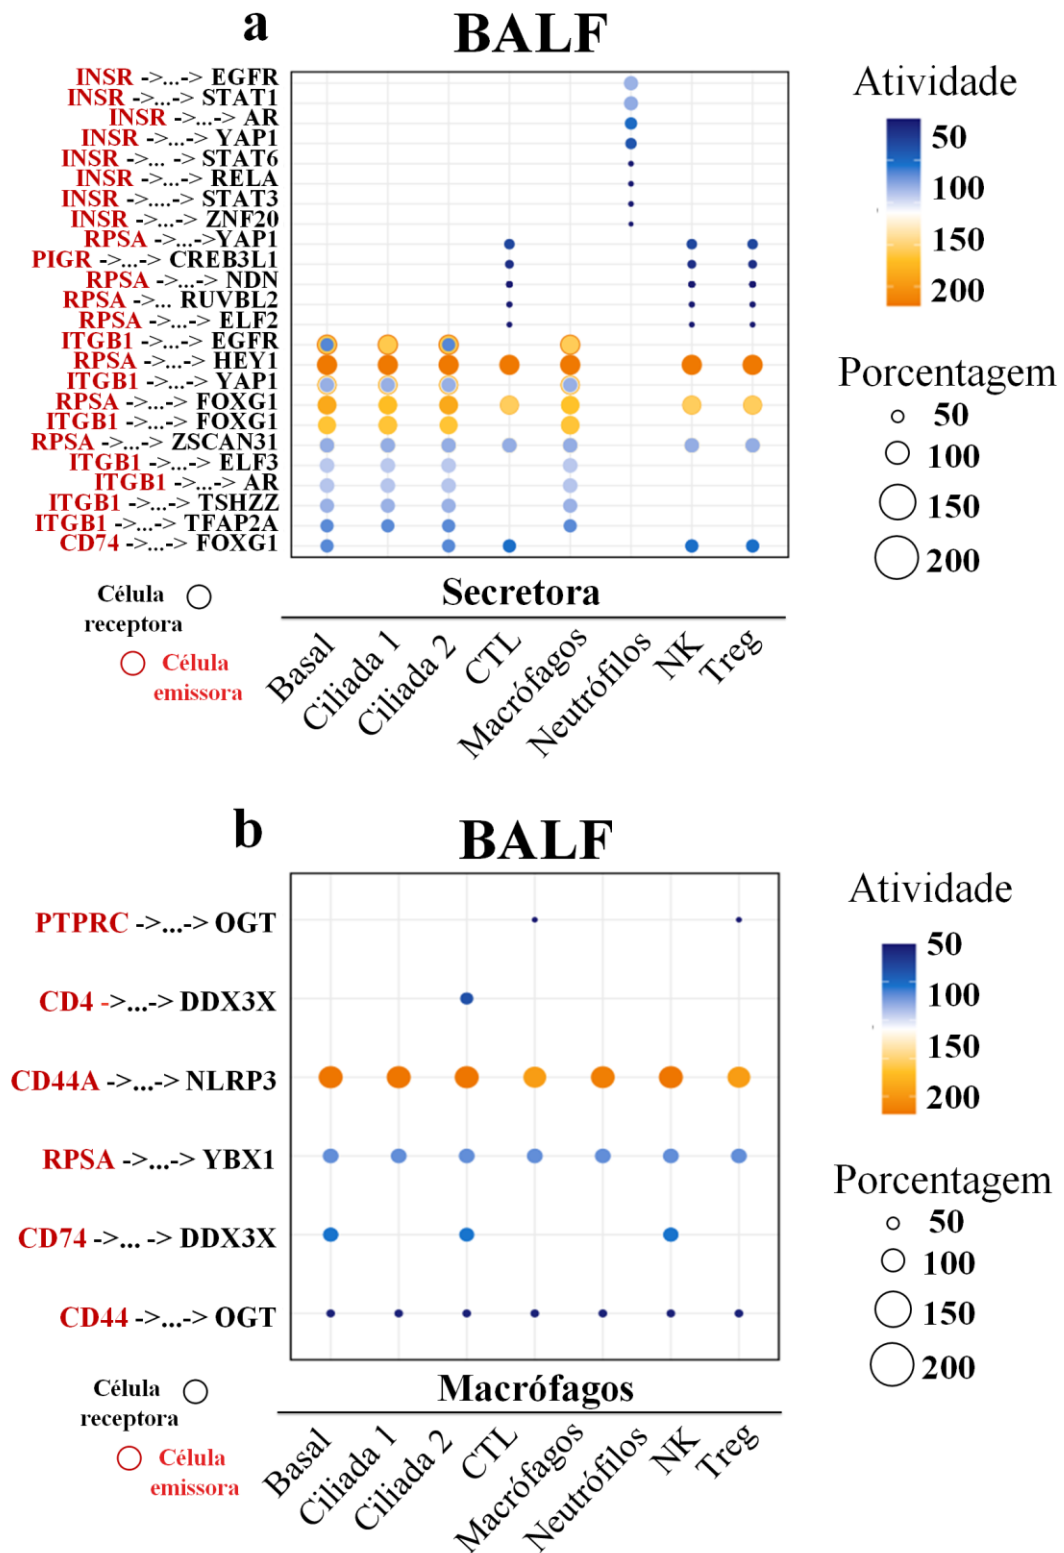 a
BALF
INSR ->...-> EGFR
INSR ->...-> STAT1
INSR ->...-> AR
INSR ->...-> YAP1
INSR ->... -> STAT6
INSR ->...-> RELA
INSR ->....-> STAT3
INSR ->...-> ZNF20
RPSA ->...->YAP1
PIGR ->...-> CREB3L1
RPSA ->...-> NDN
RPSA ->... RUVBL2
RPSA ->...-> ELF2
ITGB1 ->...-> EGFR
RPSA ->...-> HEY1
ITGB1 ->...-> YAP1
RPSA ->...-> FOXG1
ITGB1 ->...-> FOXG1
RPSA ->...-> ZSCAN31
ITGB1 ->...-> ELF3
ITGB1 ->...-> AR
ITGB1 ->...-> TSHZZ
ITGB1 ->...-> TFAP2A
CD74 ->...-> FOXG1
Atividade
50
100
150
200
Porcentagem
50
100
150
200
Célula
receptora
Célula
emissora
Secretora
Basal
Ciliada 1
Ciliada 2
CTL
Macrófagos
Neutrófilos
NK
Treg
b
BALF
PTPRC ->...-> OGT
CD4 ->...-> DDX3X
CD44A ->...-> NLRP3
RPSA ->...-> YBX1
CD74 ->... -> DDX3X
CD44 ->...-> OGT
Atividade
50
100
150
200
Porcentagem
50
100
150
200
Célula
receptora
Célula
emissora
Macrófagos
Basal
Ciliada 1
Ciliada 2
CTL
Macrófagos
Neutrófilos
NK
Treg